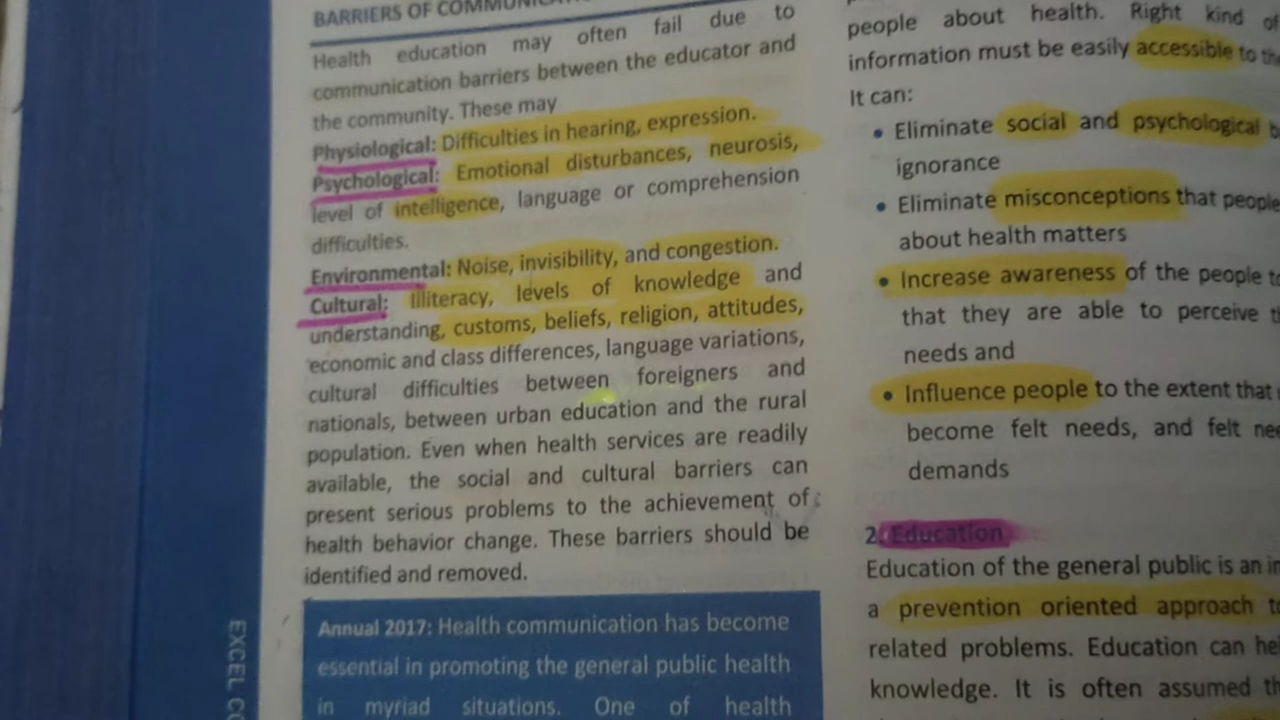 BARRIERS OF
Health education may often fail due to
communication barriers between the educator and
the community. These may
Physiological: Difficulties in hearing, expression.
Psychological: Emotional disturbances, neurosis,
level of intelligence, language or comprehension
difficulties.
Environmental: Noise, invisibility, and congestion.
Cultural: Illiteracy, levels of knowledge and
understanding, customs, beliefs, religion, attitudes,
economic and class differences, language variations,
cultural difficulties between foreigners and
nationals, between urban education and the rural
population. Even when health services are readily
available, the social and cultural barriers can
present serious problems to the achievement of
health behavior change. These barriers should be
identified and removed.
Annual 2017: Health communication has become
essential in promoting the general public health
in myriad situations. One of health
people about health. Right kind of
information must be easily accessible to
It can:
• Eliminate social and psychological
ignorance
• Eliminate misconceptions that people
about health matters
• Increase awareness of the people
that they are able to perceive
needs and
• Influence people to the extent that
become felt needs, and felt
demands
2. Education
Education of the general public is an
a prevention oriented approach
related problems. Education can
knowledge. It is often assumed
EXCEL